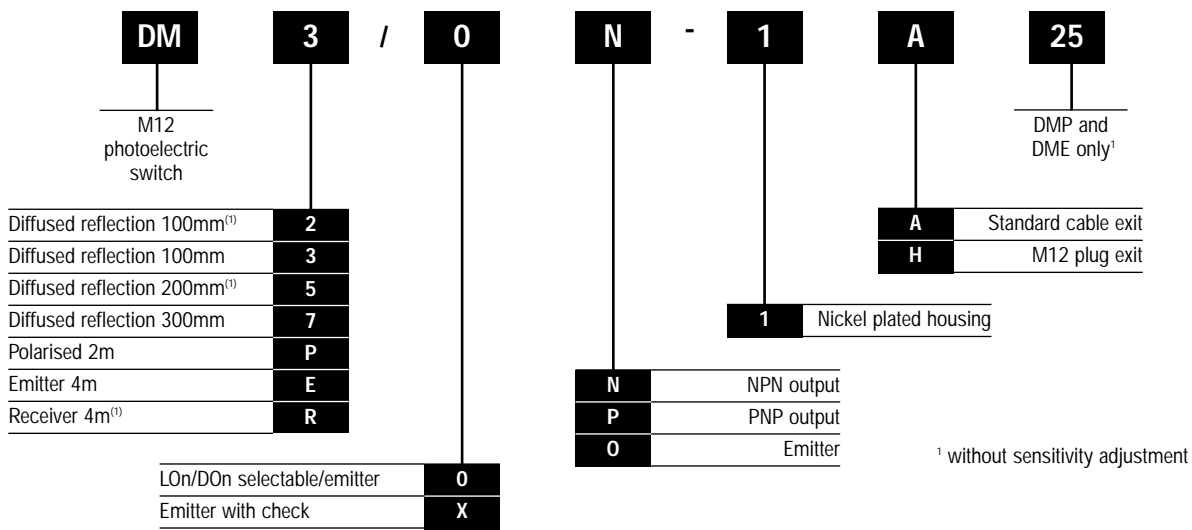 DM 3 / 0 N - 1 A 25
M12
photoelectric
switch
DMP and
DME only¹
Diffused reflection 100mm⁽¹⁾ 2
Diffused reflection 100mm 3
Diffused reflection 200mm⁽¹⁾ 5
Diffused reflection 300mm 7
Polarised 2m P
Emitter 4m E
Receiver 4m⁽¹⁾ R
A Standard cable exit
H M12 plug exit
1 Nickel plated housing
N NPN output
P PNP output
0 Emitter
¹ without sensitivity adjustment
LOn/DOn selectable/emitter 0
Emitter with check X